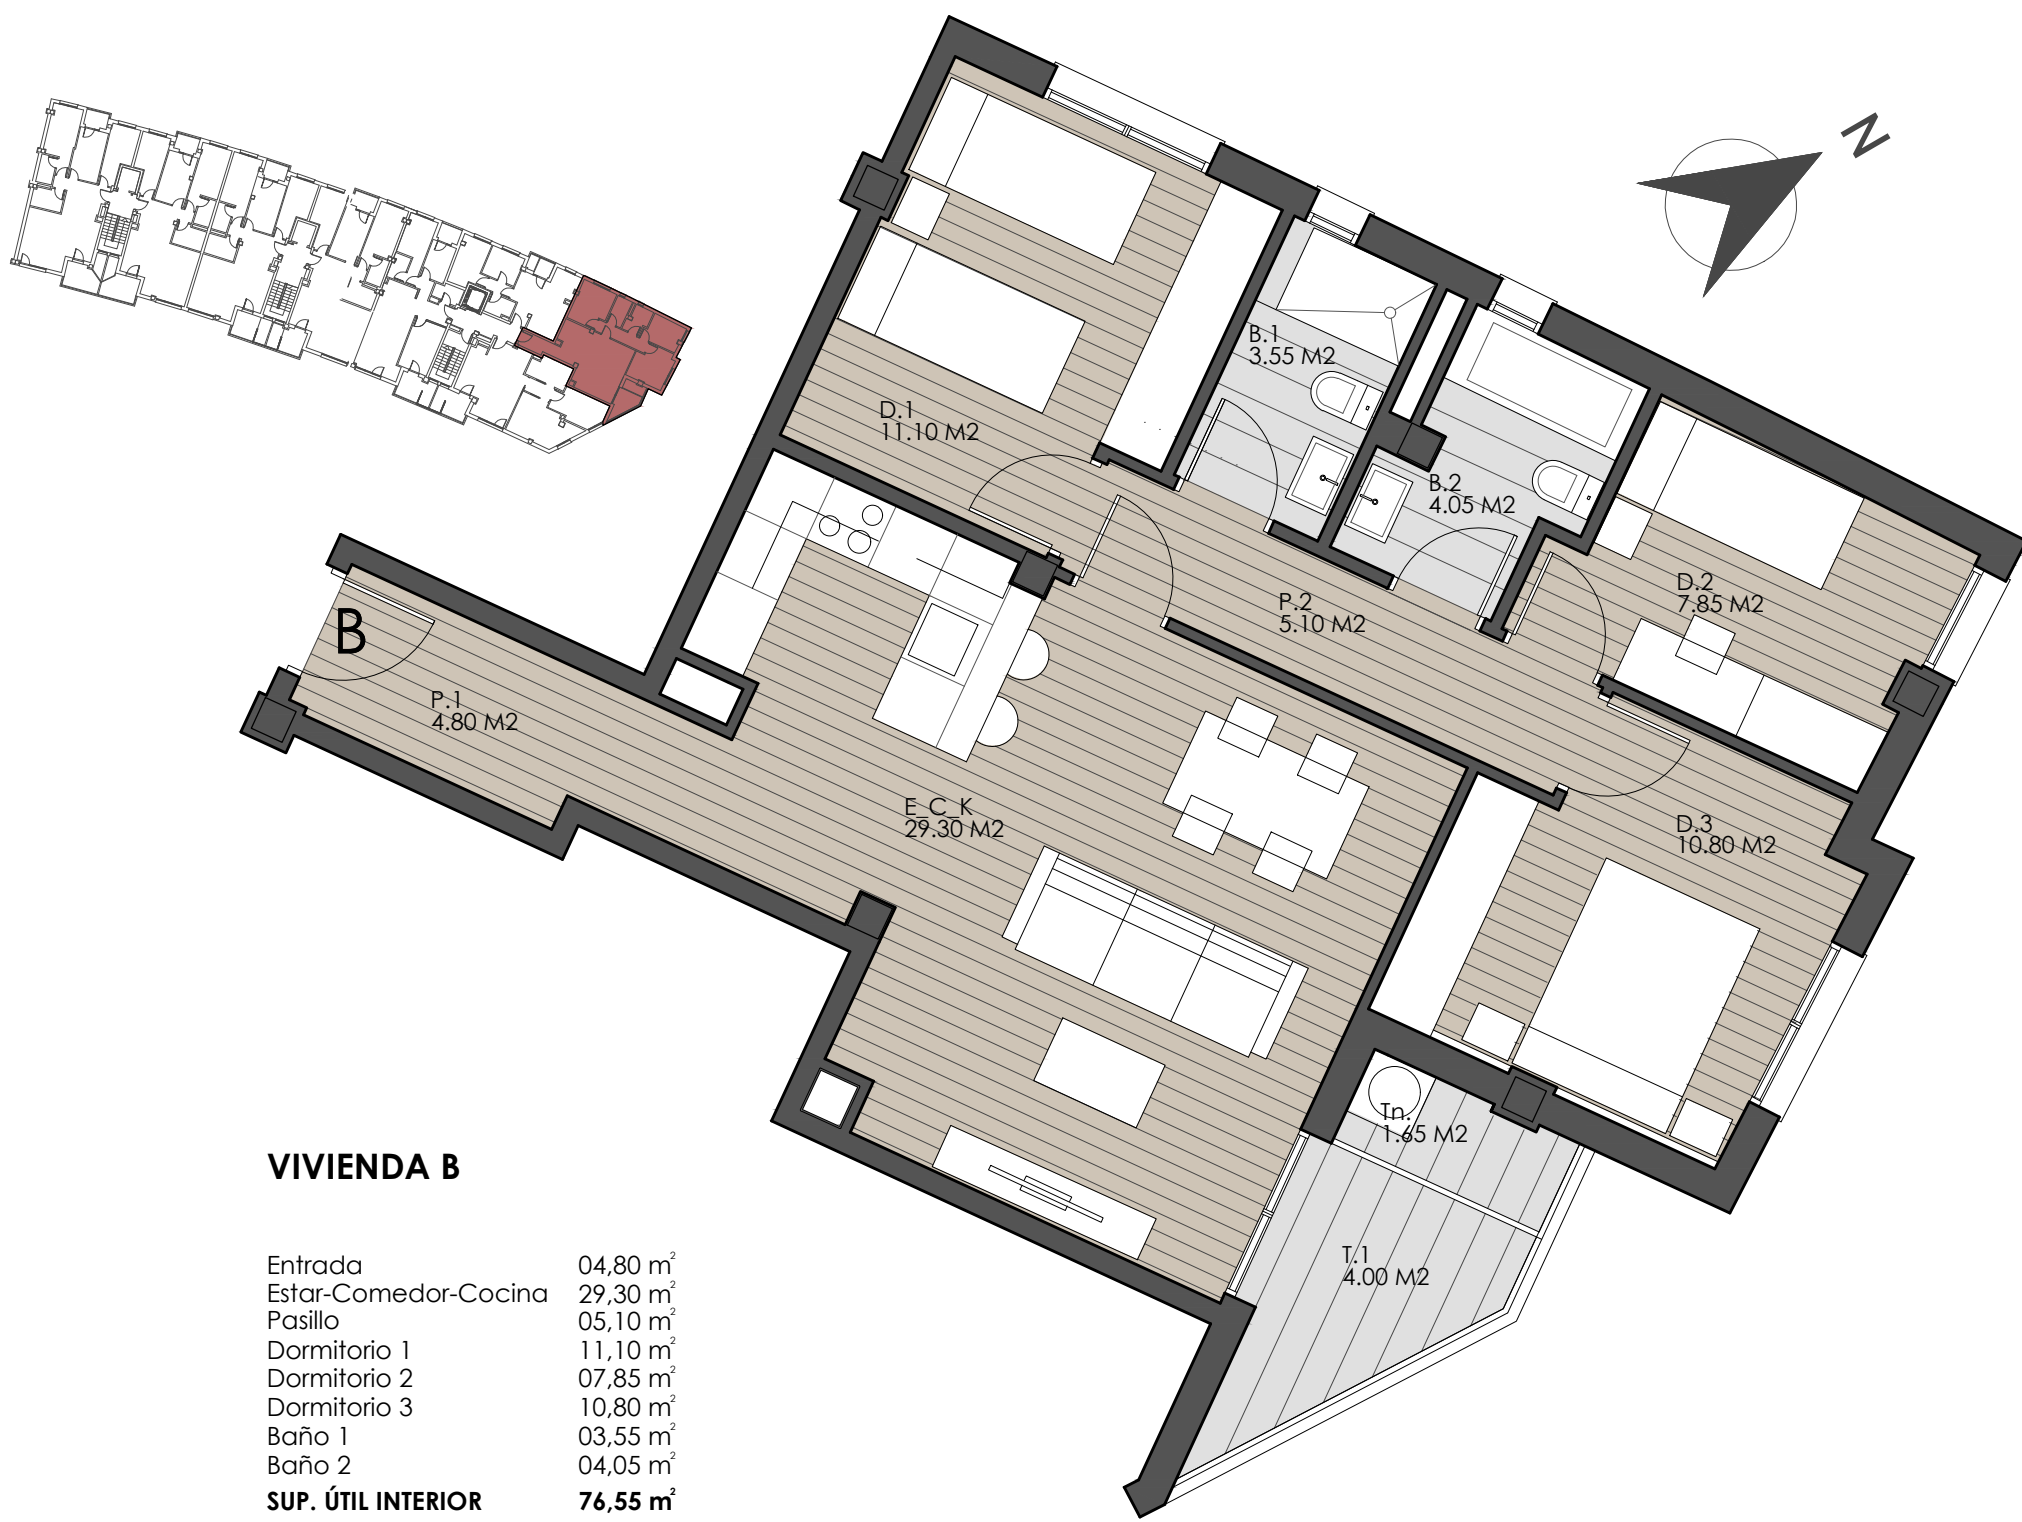 N
B.1
3.55 M2
D.1
11.10 M2
B.2
4.05 M2
D.2
7.85 M2
P.2
5.10 M2
B
P.1
4.80 M2
E_C_K
29.30 M2
D.3
10.80 M2
Tn.
1.65 M2
T.1
4.00 M2
VIVIENDA B
Entrada 04,80 m²
Estar-Comedor-Cocina 29,30 m²
Pasillo 05,10 m²
Dormitorio 1 11,10 m²
Dormitorio 2 07,85 m²
Dormitorio 3 10,80 m²
Baño 1 03,55 m²
Baño 2 04,05 m²
SUP. ÚTIL INTERIOR 76,55 m²